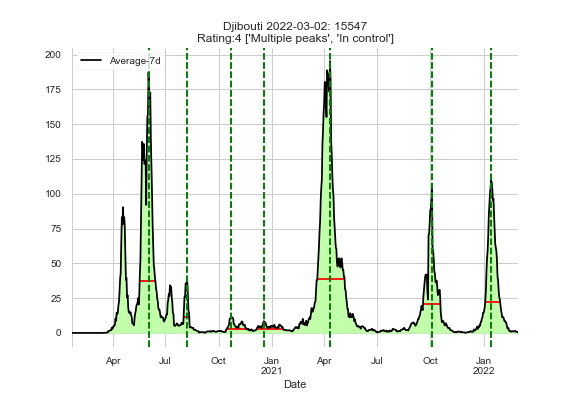 Djibouti 2022-03-02: 15547
Rating:4 ['Multiple peaks', 'In control']
Average-7d
200
175
150
125
100
75
50
25
0
Apr Jul Oct Jan Apr Jul Oct Jan
2021 2022
Date